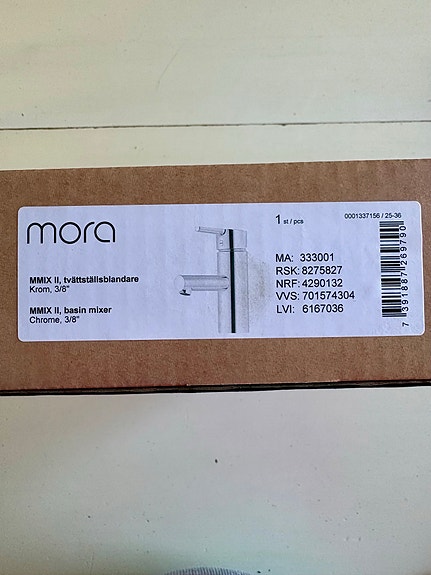 mora
MMIX II, tvättställsblandare
Krom, 3/8"
MMIX II, basin mixer
Chrome, 3/8"
1 st / pcs
0001337156 / 25-36
MA: 333001
RSK: 8275827
NRF: 4290132
VVS: 701574304
LVI: 6167036
7 391887 269790